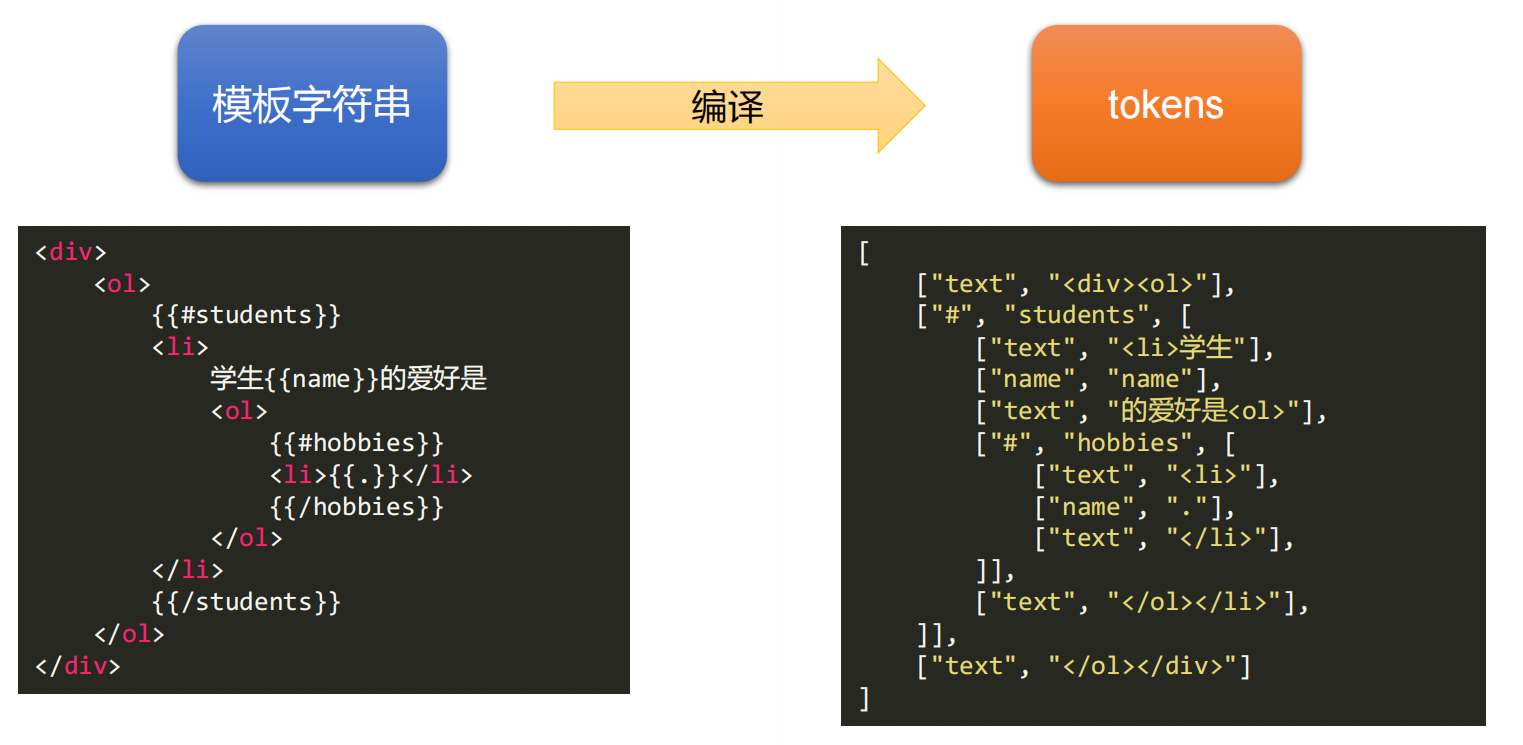 模板字符串
编译
tokens
<div>
    <ol>
        {{#students}}
        <li>
            学生{{name}}的爱好是
            <ol>
                {{#hobbies}}
                <li>{{.}}</li>
                {{/hobbies}}
            </ol>
        </li>
        {{/students}}
    </ol>
</div>
[
    ["text", "<div><ol>"],
    ["#", "students", [
        ["text", "<li>学生"],
        ["name", "name"],
        ["text", "的爱好是<ol>"],
        ["#", "hobbies", [
            ["text", "<li>"],
            ["name", "."],
            ["text", "</li>"],
        ]],
        ["text", "</ol></li>"],
    ]],
    ["text", "</ol></div>"]
]